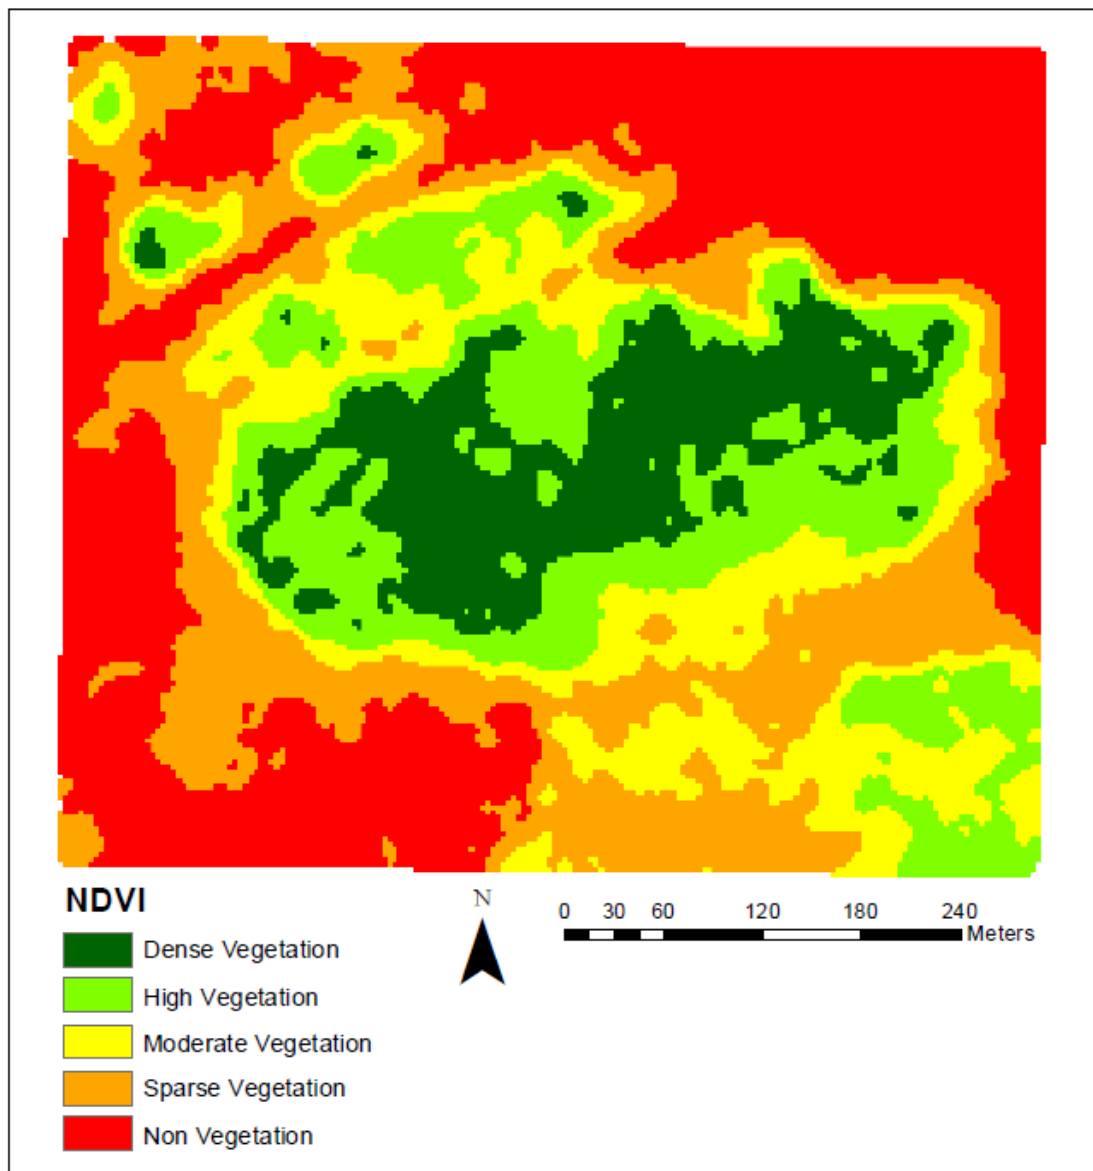 NDVI
Dense Vegetation
High Vegetation
Moderate Vegetation
Sparse Vegetation
Non Vegetation
N
0 30 60 120 180 240
Meters